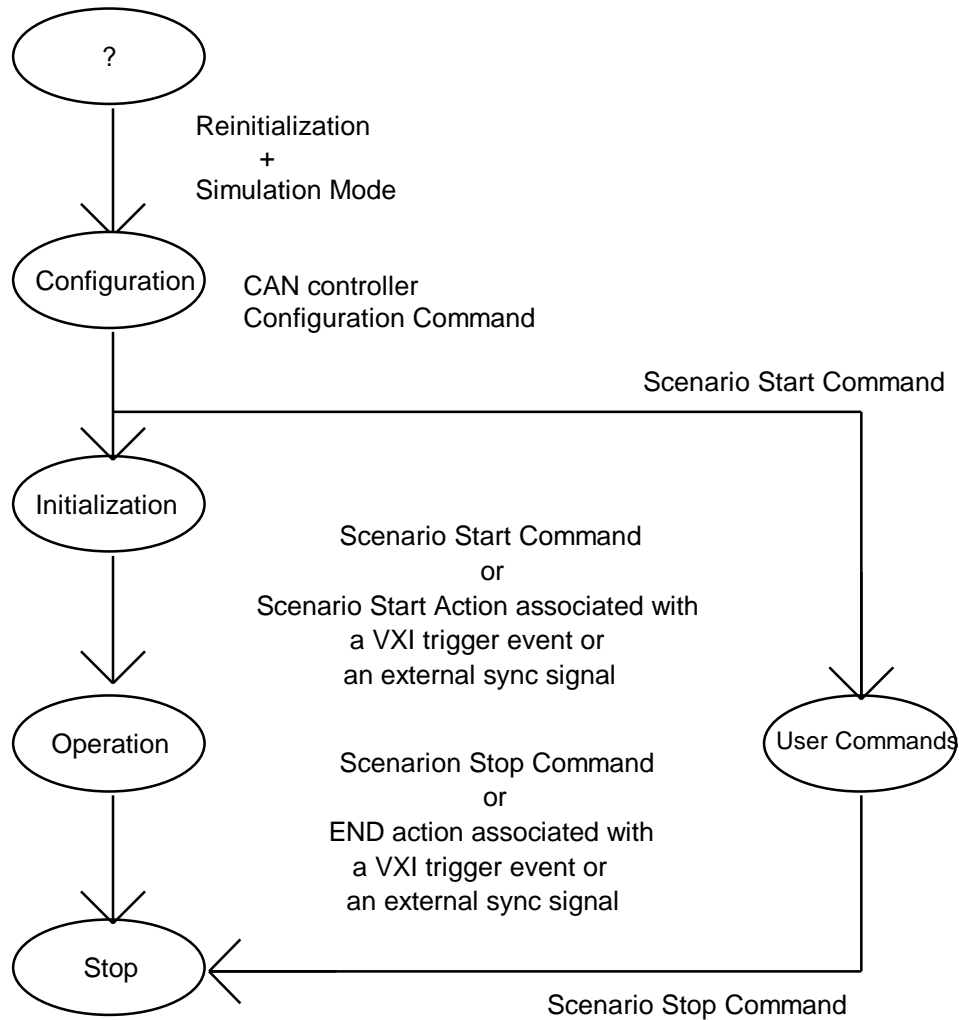 ?
Reinitialization
+
Simulation Mode
Configuration
CAN controller
Configuration Command
Scenario Start Command
Initialization
Scenario Start Command
or
Scenario Start Action associated with
a VXI trigger event or
an external sync signal
Operation
User Commands
Scenarion Stop Command
or
END action associated with
a VXI trigger event or
an external sync signal
Stop
Scenario Stop Command